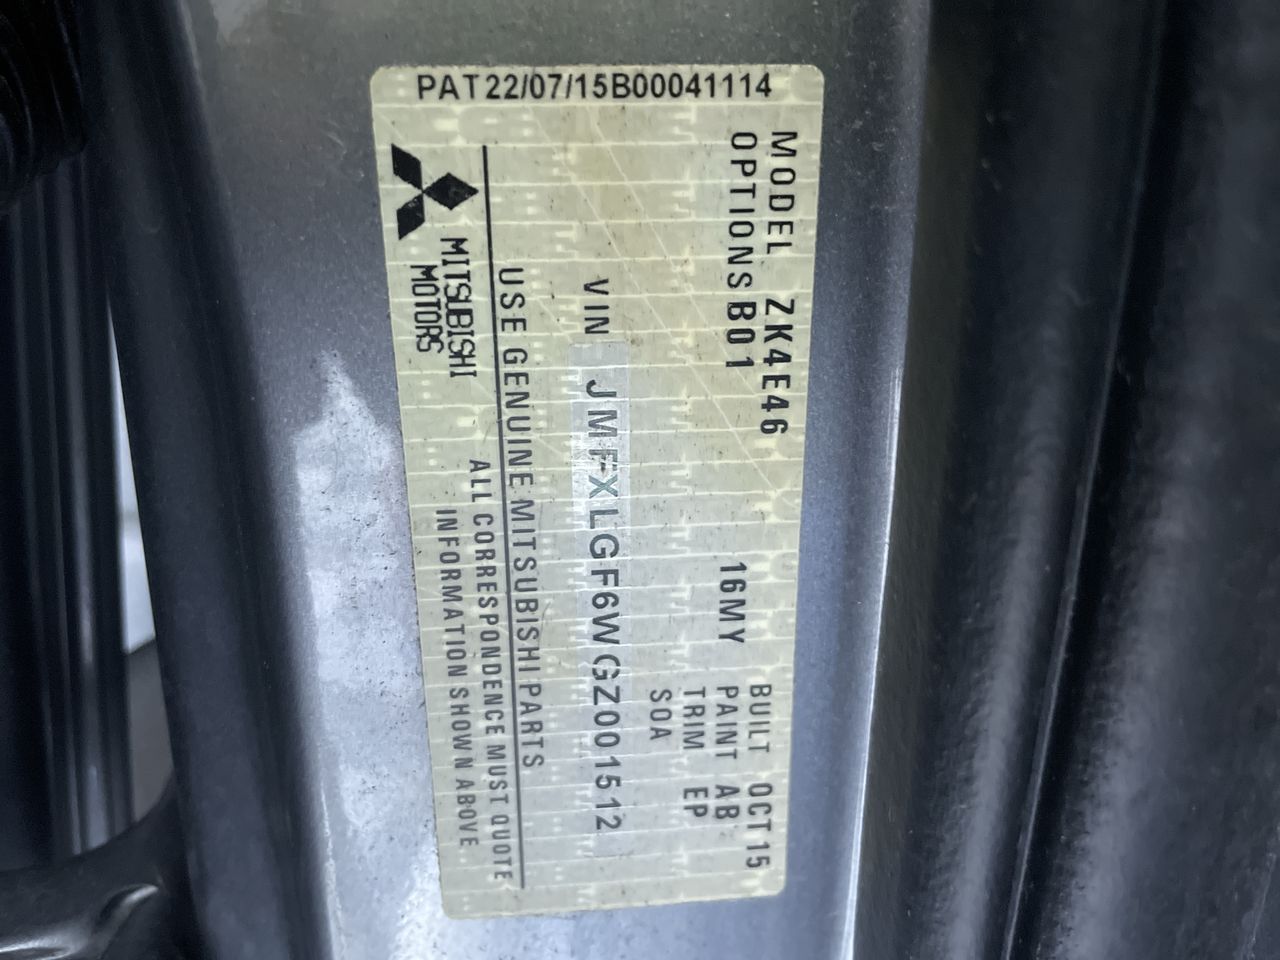 PAT22/07/15B00041114
MODEL ZK4E46
OPTIONS B01
16MY
BUILT OCT15
PAINT AB
TRIM EP
SOA
VIN JMFXLGF6WGZ001512
USE GENUINE MITSUBISHI PARTS
MITSUBISHI
MOTORS
ALL CORRESPONDENCE MUST QUOTE
INFORMATION SHOWN ABOVE